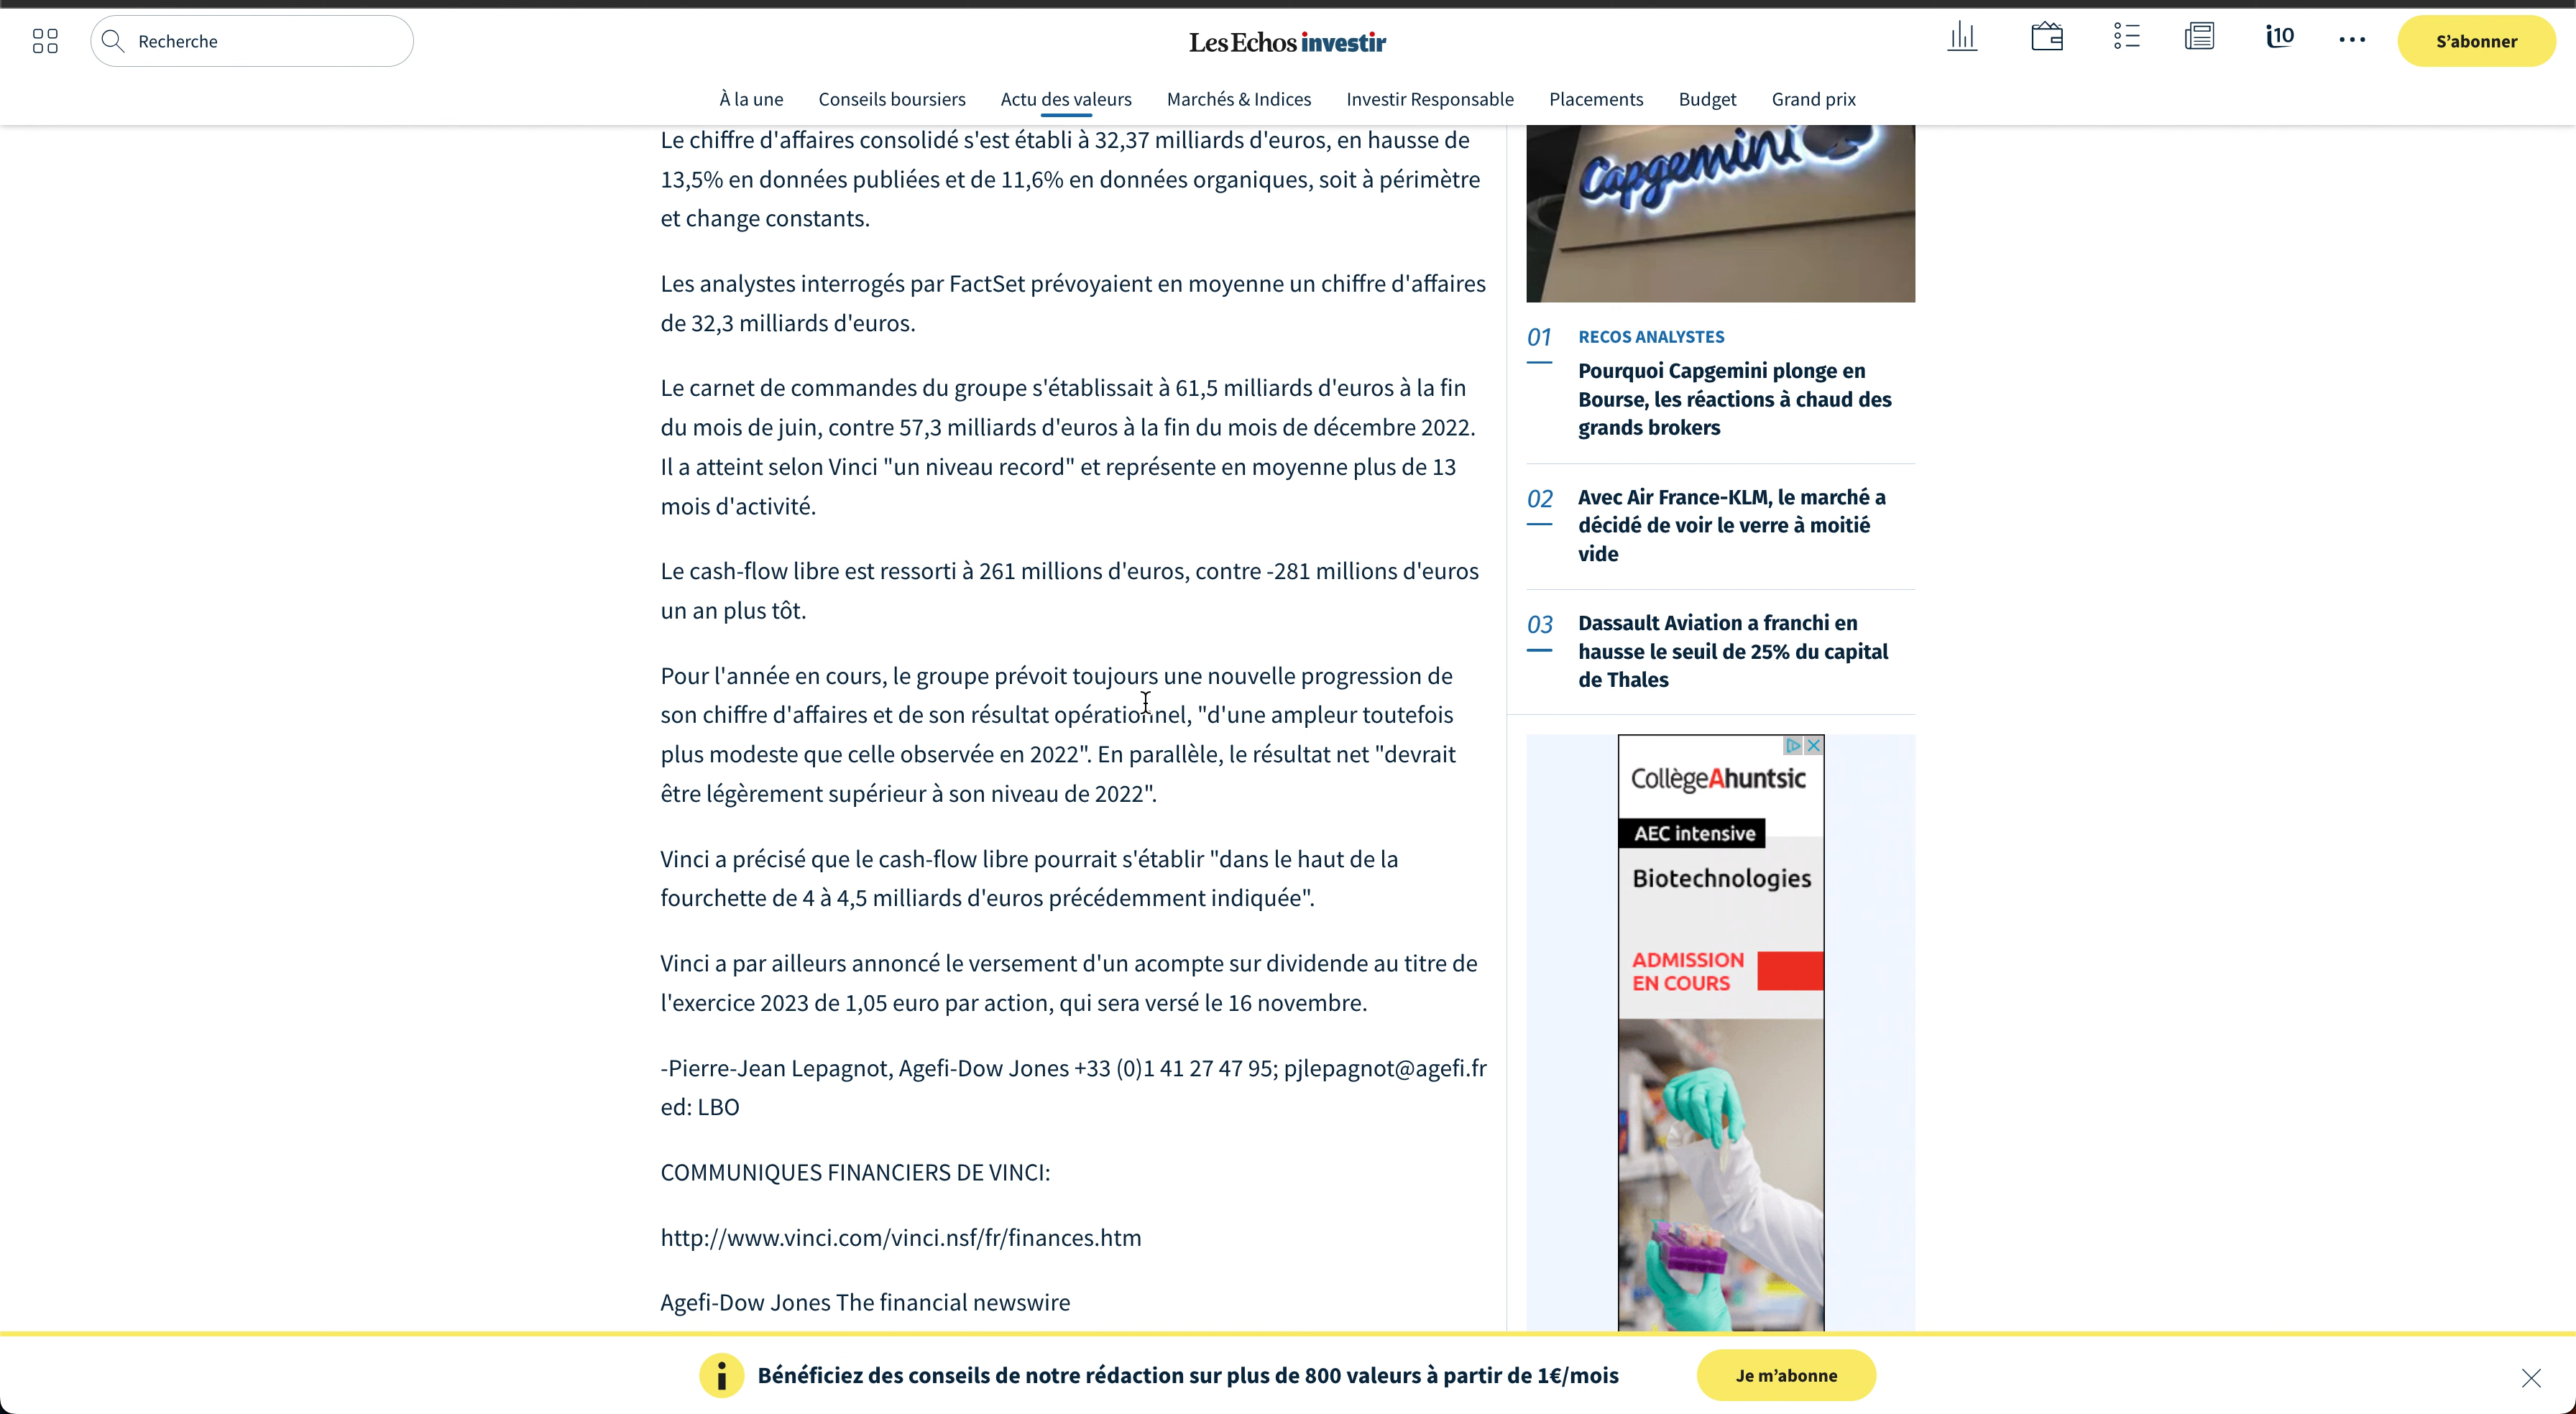 Recherche
Les Echos investir
i10
S'abonner
À la une
Conseils boursiers
Actu des valeurs
Marchés & Indices
Investir Responsable
Placements
Budget
Grand prix
Le chiffre d'affaires consolidé s'est établi à 32,37 milliards d'euros, en hausse de
13,5% en données publiées et de 11,6% en données organiques, soit à périmètre
et change constants.
Les analystes interrogés par FactSet prévoyaient en moyenne un chiffre d'affaires
de 32,3 milliards d'euros.
Le carnet de commandes du groupe s'établissait à 61,5 milliards d'euros à la fin
du mois de juin, contre 57,3 milliards d'euros à la fin du mois de décembre 2022.
Il a atteint selon Vinci "un niveau record" et représente en moyenne plus de 13
mois d'activité.
Le cash-flow libre est ressorti à 261 millions d'euros, contre -281 millions d'euros
un an plus tôt.
Pour l'année en cours, le groupe prévoit toujours une nouvelle progression de
son chiffre d'affaires et de son résultat opérationnel, "d'une ampleur toutefois
plus modeste que celle observée en 2022". En parallèle, le résultat net "devrait
être légèrement supérieur à son niveau de 2022".
Vinci a précisé que le cash-flow libre pourrait s'établir "dans le haut de la
fourchette de 4 à 4,5 milliards d'euros précédemment indiquée".
Vinci a par ailleurs annoncé le versement d'un acompte sur dividende au titre de
l'exercice 2023 de 1,05 euro par action, qui sera versé le 16 novembre.
-Pierre-Jean Lepagnot, Agefi-Dow Jones +33 (0)1 41 27 47 95; pjlepagnot@agefi.fr
ed: LBO
COMMUNIQUES FINANCIERS DE VINCI:
http://www.vinci.com/vinci.nsf/fr/finances.htm
Agefi-Dow Jones The financial newswire
Capgemini
01
RECOS ANALYSTES
Pourquoi Capgemini plonge en
Bourse, les réactions à chaud des
grands brokers
02
Avec Air France-KLM, le marché a
décidé de voir le verre à moitié
vide
03
Dassault Aviation a franchi en
hausse le seuil de 25% du capital
de Thales
CollègeAhuntsic
AEC intensive
Biotechnologies
ADMISSION
EN COURS
Bénéficiez des conseils de notre rédaction sur plus de 800 valeurs à partir de 1€/mois
Je m'abonne